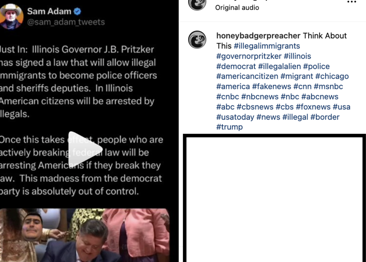 Sam Adam
@sam_adam_tweets
Just In: Illinois Governor J.B. Pritzker
has signed a law that will allow illegal
immigrants to become police officers
and sheriffs deputies. In Illinois
American citizens will be arrested by
illegals.
Once this takes people who are
actively breaking federal law will be
arresting Americans if they break they
law. This madness from the democrat
party is absolutely out of control.
Original audio
honeybadgerpreacher Think About
This #illegalimmigrants
#governorpritzker #illinois
#democrat #illegalalien #police
#americancitizen #migrant #chicago
#america #fakenews #cnn #msnbc
#cnbc #nbcnews #nbc #abcnews
#abc #cbsnews #cbs #foxnews #usa
#usatoday #news #illegal #border
#trump